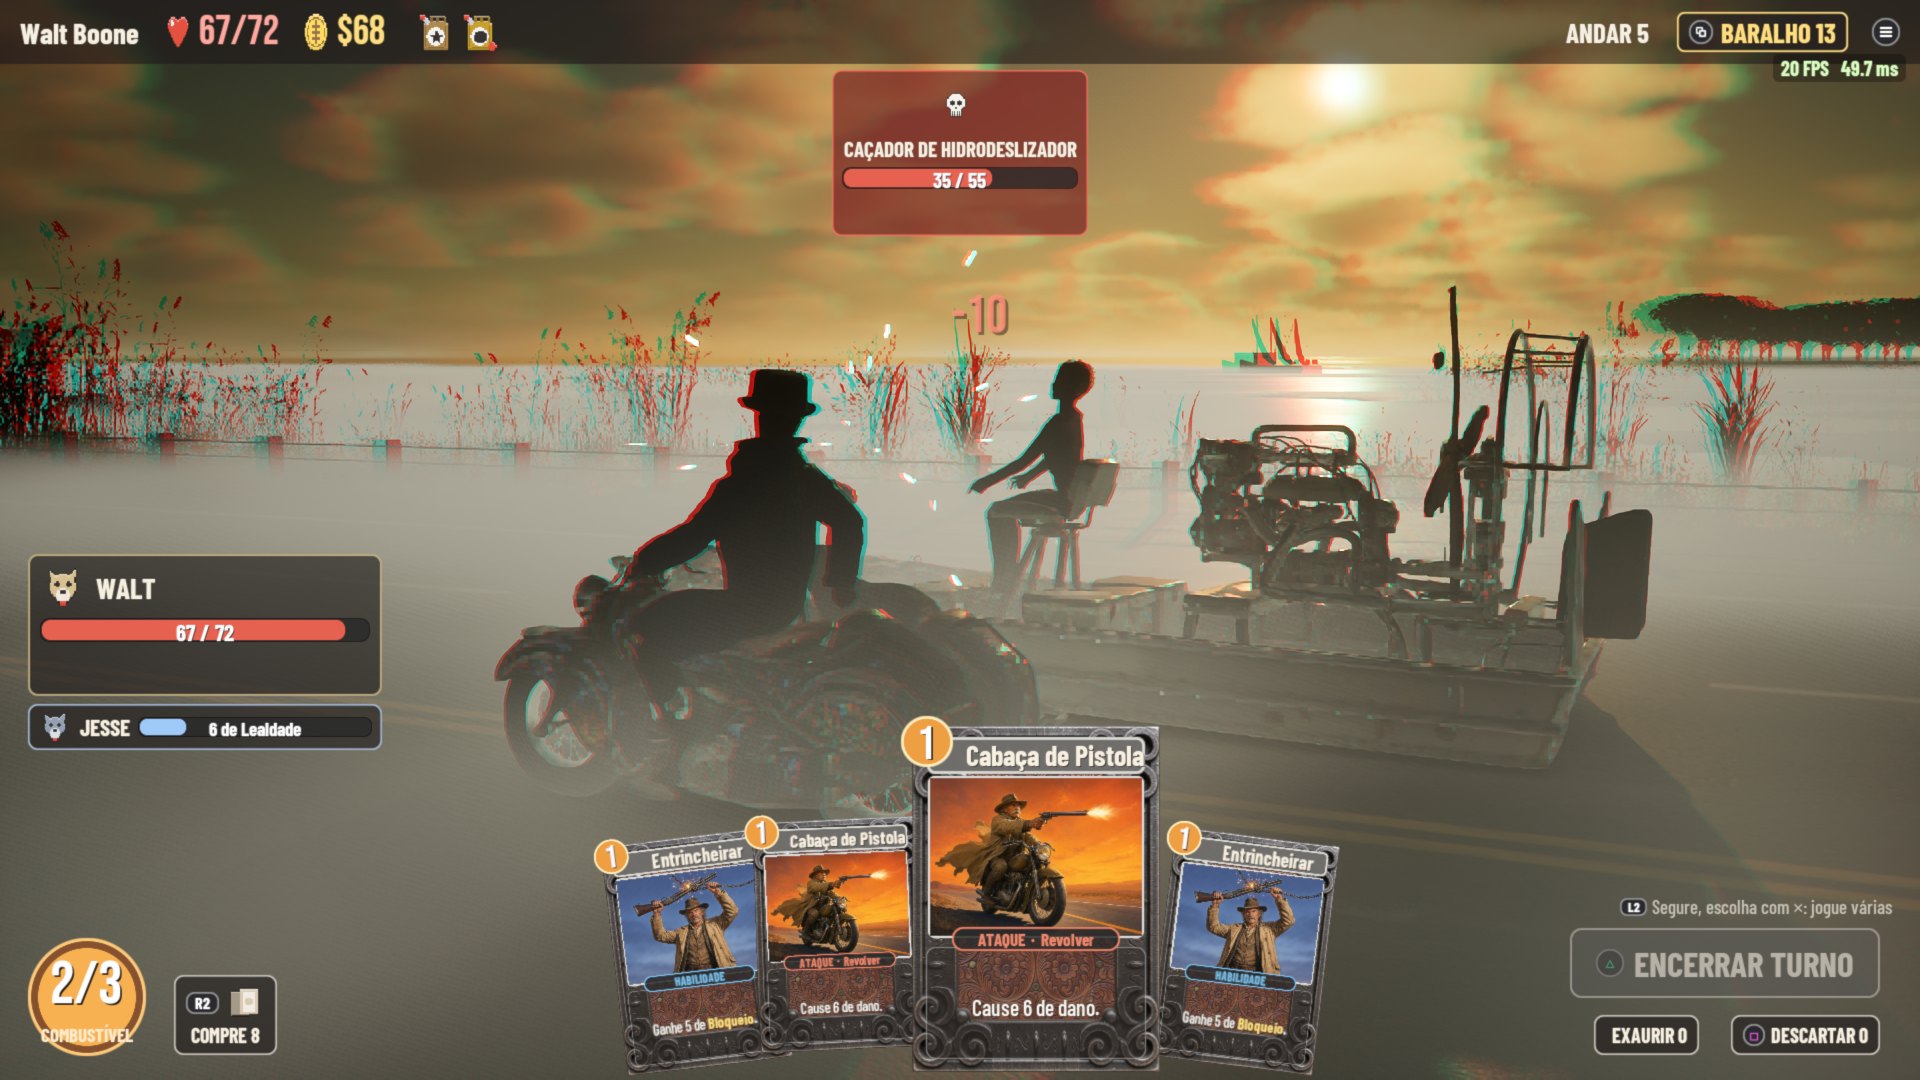 Walt Boone
67/72
$68
ANDAR 5
BARALHO 13
20 FPS 49.7 ms
CAÇADOR DE HIDRODESLIZADOR
35 / 55
-10
WALT
67 / 72
JESSE
6 de Lealdade
1
Entrincheirar
HABILIDADE
Ganhe 5 de Bloqueio.
1
Cabaça de Pistola
ATAQUE · Revolver
Cause 6 de dano.
1
Cabaça de Pistola
ATAQUE · Revolver
Cause 6 de dano.
1
Entrincheirar
HABILIDADE
Ganhe 5 de Bloqueio.
2/3
COMBUSTÍVEL
R2
COMPRE 8
L2 Segure, escolha com ×: jogue várias
ENCERRAR TURNO
EXAURIR 0
DESCARTAR 0